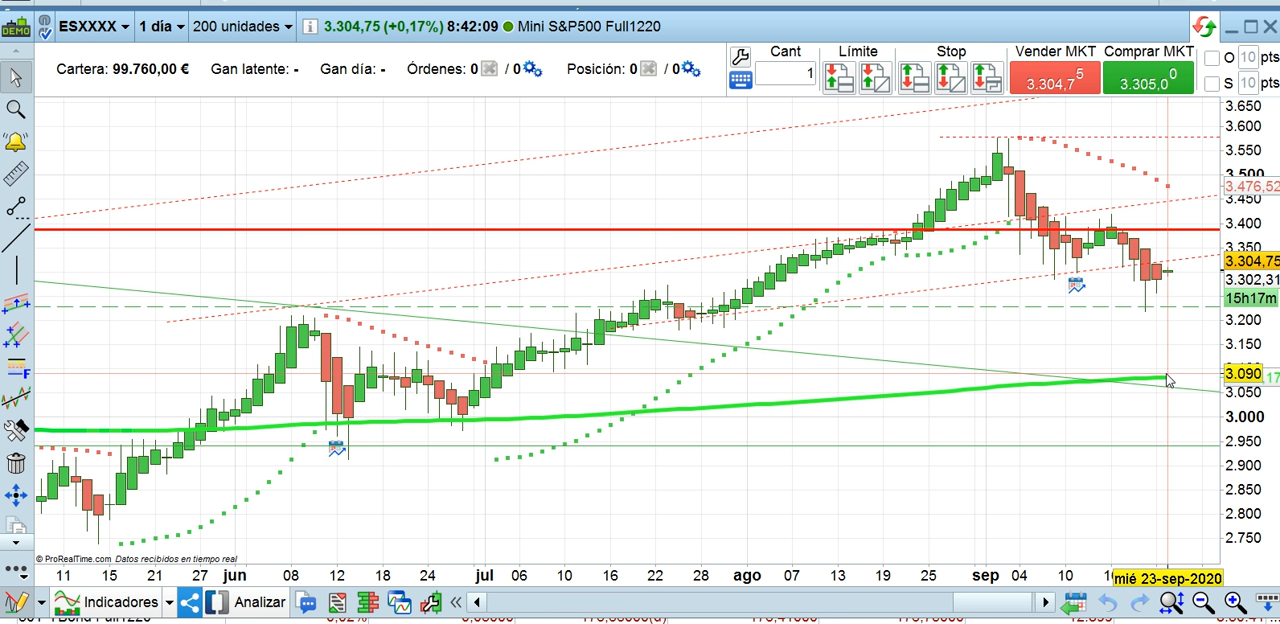 DEMO ESXXXX 1 día 200 unidades 3.304,75 (+0,17%) 8:42:09 Mini S&P500 Full1220
Cartera: 99.760,00 € Gan latente: - Gan día: - Órdenes: 0 / 0 Posición: 0 / 0
Cant Límite Stop Vender MKT Comprar MKT
1
3.304,7 5
3.305,0 0
O 10 pts
S 10 pts
3.650
3.600
3.550
3.500
3.476,52
3.450
3.400
3.350
3.304,75
3.302,31
15h17m
3.200
3.150
3.090
3.050
3.000
2.950
2.900
2.850
2.800
2.750
© ProRealTime.com Datos recibidos en tiempo real
11 15 21 27 jun 08 12 18 24 jul 06 10 16 22 28 ago 07 13 19 25 sep 04 10 mié 23-sep-2020
Indicadores Analizar